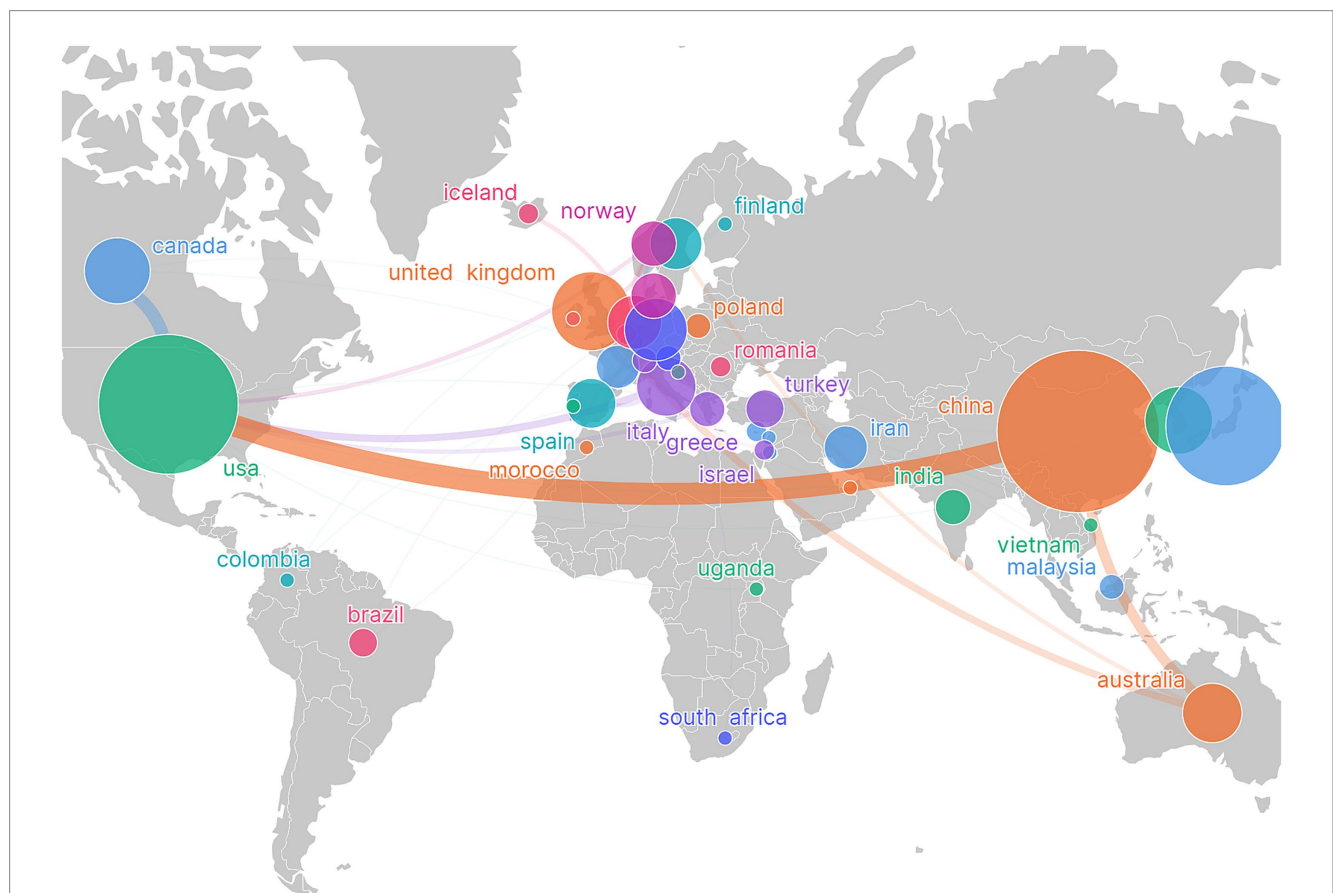 iceland
norway
finland
canada
united kingdom
poland
romania
turkey
china
iran
italy
spain
greece
usa
morocco
israel
india
vietnam
colombia
malaysia
uganda
brazil
australia
south africa